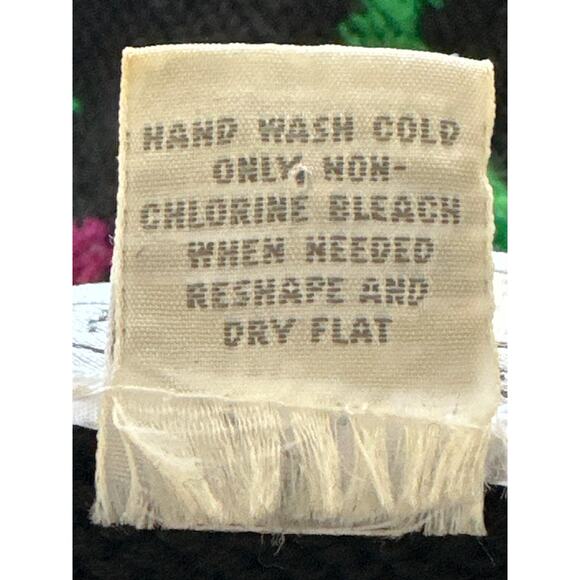 HAND WASH COLD
ONLY, NON-
CHLORINE BLEACH
WHEN NEEDED
RESHAPE AND
DRY FLAT